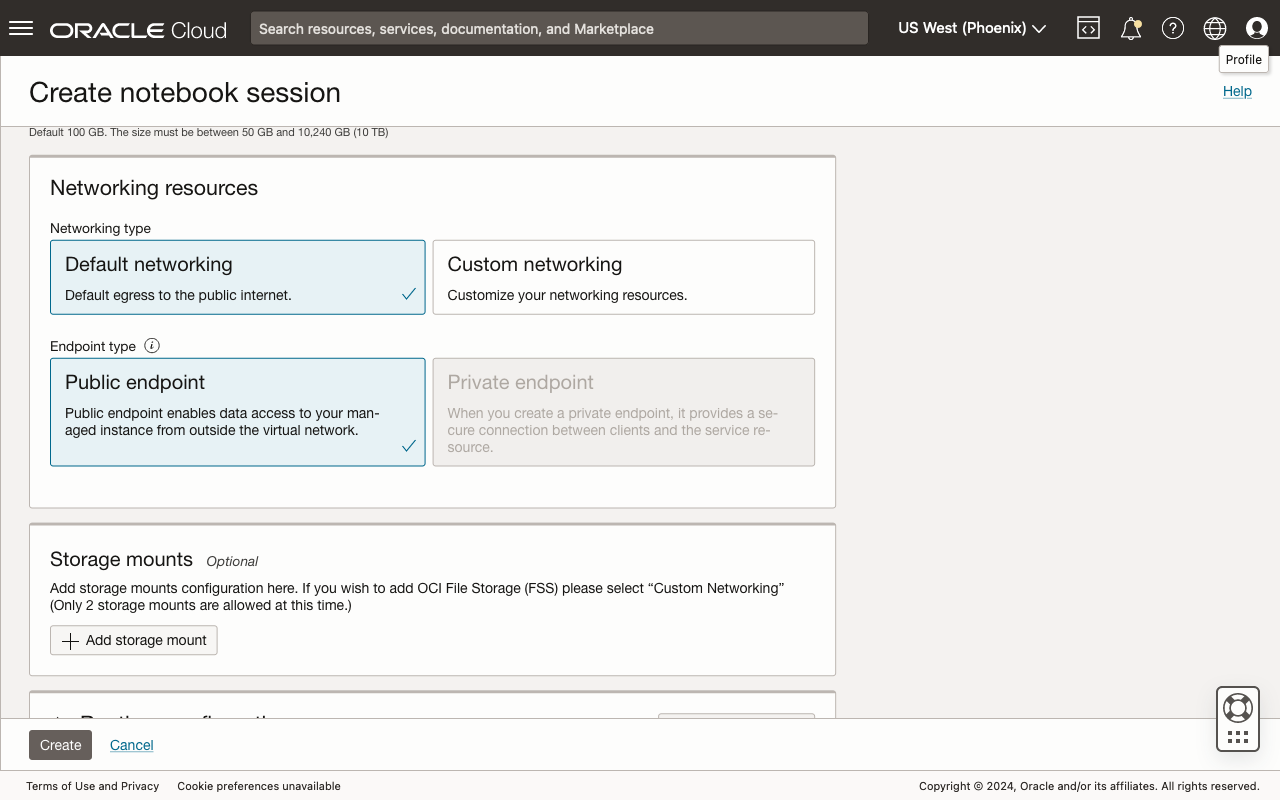 ORACLE Cloud
Search resources, services, documentation, and Marketplace
US West (Phoenix)
Profile
Create notebook session
Help
Default 100 GB. The size must be between 50 GB and 10,240 GB (10 TB)
Networking resources
Networking type
Default networking
Default egress to the public internet.
Custom networking
Customize your networking resources.
Endpoint type
Public endpoint
Public endpoint enables data access to your man-
aged instance from outside the virtual network.
Private endpoint
When you create a private endpoint, it provides a se-
cure connection between clients and the service re-
source.
Storage mounts Optional
Add storage mounts configuration here. If you wish to add OCI File Storage (FSS) please select “Custom Networking”
(Only 2 storage mounts are allowed at this time.)
Add storage mount
Create
Cancel
Terms of Use and Privacy
Cookie preferences unavailable
Copyright © 2024, Oracle and/or its affiliates. All rights reserved.